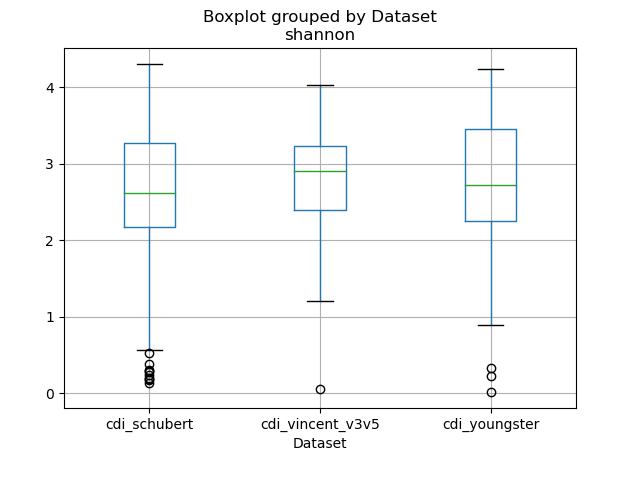 Boxplot grouped by Dataset
shannon
4
3
2
1
0
cdi_schubert
cdi_vincent_v3v5
cdi_youngster
Dataset